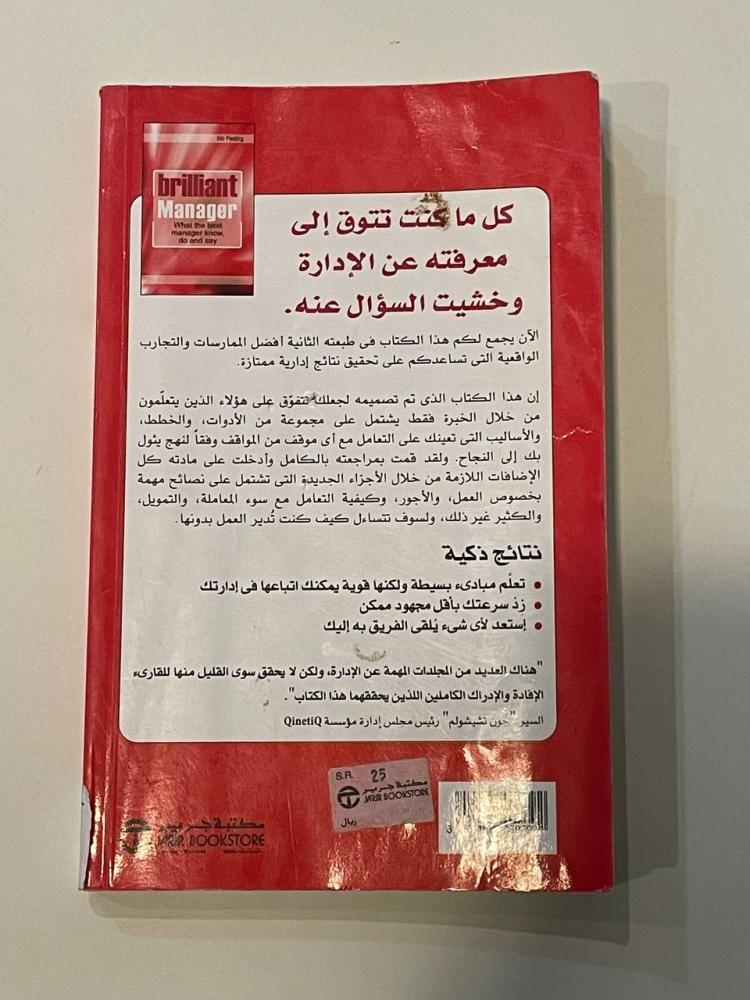 Nic Peeling
brilliant
Manager
What the best
manager know,
do and say
كل ما كنت تتوق إلى
معرفته عن الإدارة
وخشيت السؤال عنه.
الآن يجمع لكم هذا الكتاب فى طبعته الثانية أفضل الممارسات والتجارب
الواقعية التى تساعدكم على تحقيق نتائج إدارية ممتازة.
إن هذا الكتاب الذى تم تصميمه لجعلك تتفوّق على هؤلاء الذين يتعلّمون
من خلال الخبرة فقط يشتمل على مجموعة من الأدوات، والخطط،
والأساليب التى تعينك على التعامل مع أى موقف من المواقف وفقاً لنهج يئول
بك إلى النجاح. ولقد قمت بمراجعته بالكامل وأدخلت على مادته كل
الإضافات اللازمة من خلال الأجزاء الجديدة التى تشتمل على نصائح مهمة
بخصوص العمل، والأجور، وكيفية التعامل مع سوء المعاملة، والتمويل،
والكثير غير ذلك، ولسوف تتساءل كيف كنت تُدير العمل بدونها.
نتائج ذكية
• تعلّم مبادىء بسيطة ولكنها قوية يمكنك اتباعها فى إدارتك
• زدْ سرعتك بأقل مجهود ممكن
• إستعد لأى شىء يُلقى الفريق به إليك
"هناك العديد من المجلدات المهمة عن الإدارة، ولكن لا يحقق سوى القليل منها للقارىء
الإفادة والإدراك الكاملين اللذين يحققهما هذا الكتاب".
السير "جون تشيشولم" رئيس مجلس إدارة مؤسسة QinetiQ
S.R. 25
مكتبة جرير
JARIR BOOKSTORE
ريال
مكتبة جرير
JARIR BOOKSTORE